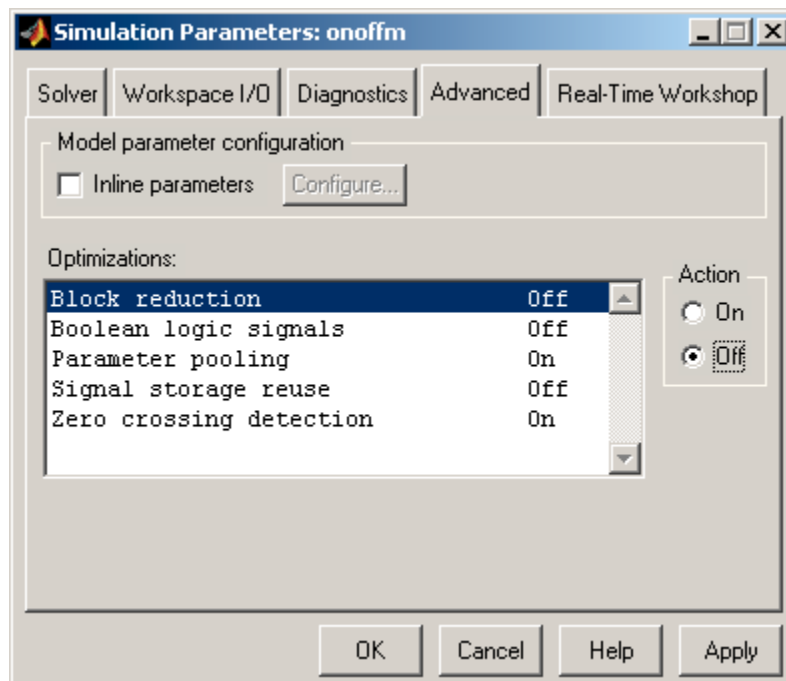 Simulation Parameters: onoffm
Solver Workspace I/O Diagnostics Advanced Real-Time Workshop
Model parameter configuration
Inline parameters Configure...
Optimizations:
Action
Block reduction Off
On
Boolean logic signals Off
Parameter pooling On
Off
Signal storage reuse Off
Zero crossing detection On
OK Cancel Help Apply